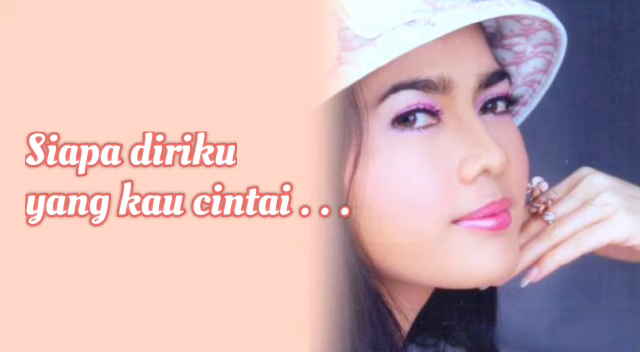 Siapa diriku
yang kau cintai . . .